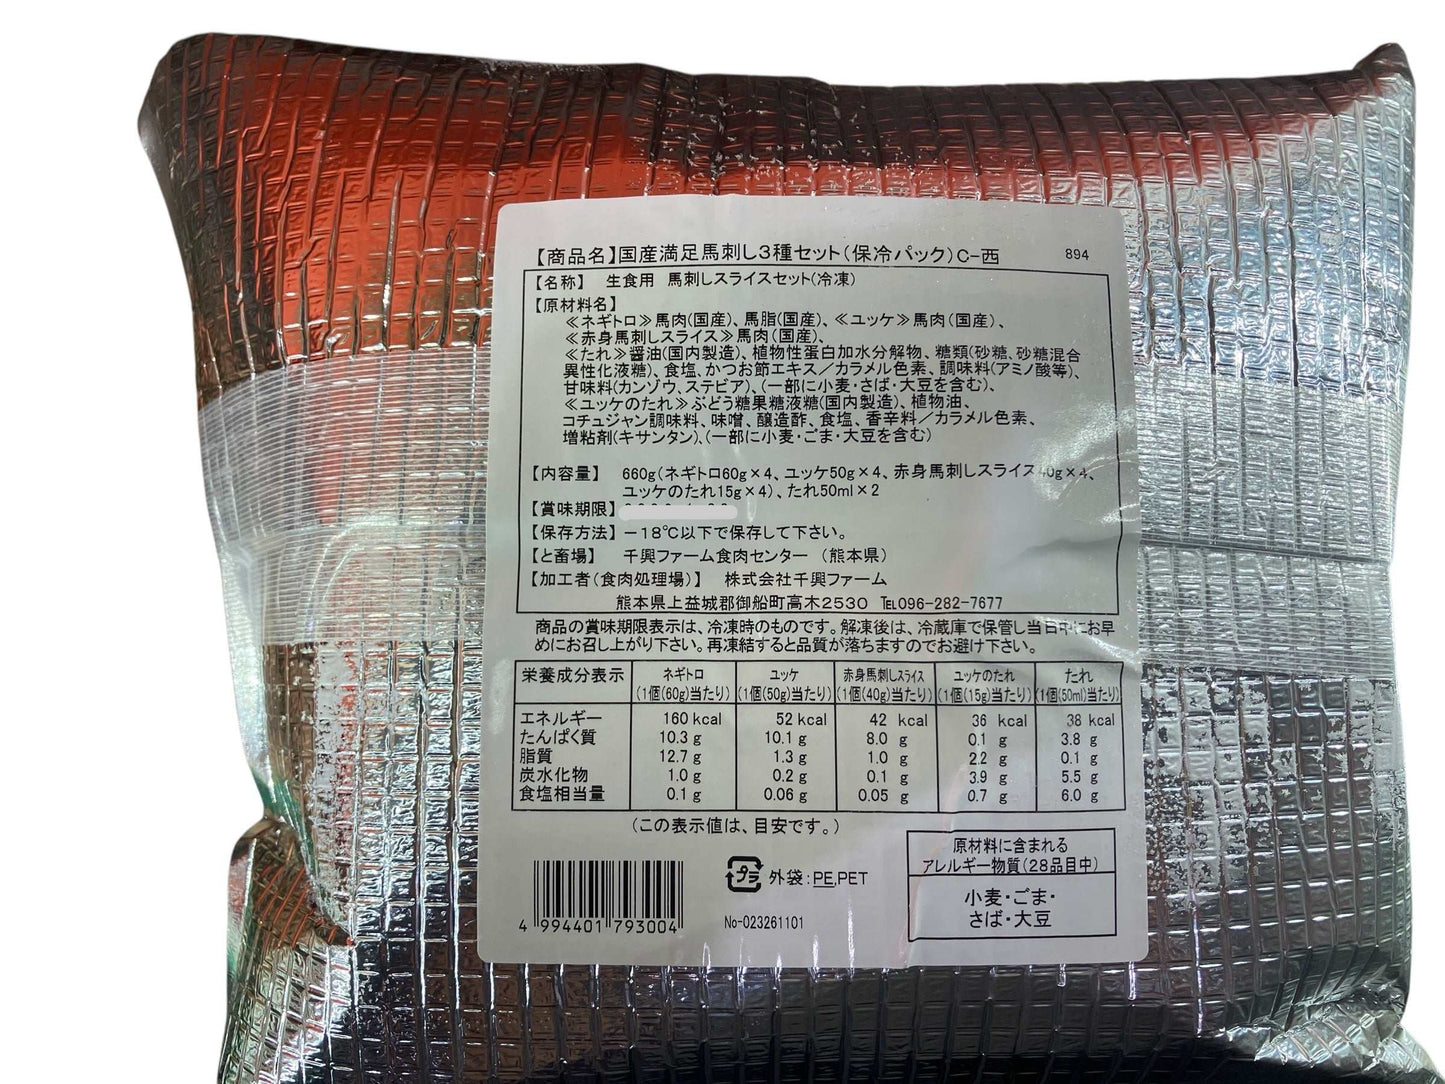 【商品名】国産満足馬刺し3種セット(保冷パック)C-西 894
【名称】 生食用 馬刺しスライスセット(冷凍)
【原材料名】
≪ネギトロ≫馬肉(国産)、馬脂(国産)、≪ユッケ≫馬肉(国産)、
≪赤身馬刺しスライス≫馬肉(国産)、
≪たれ≫醤油(国内製造)、植物性蛋白加水分解物、糖類(砂糖、砂糖混合
異性化液糖)、食塩、かつお節エキス/カラメル色素、調味料(アミノ酸等)、
甘味料(カンゾウ、ステビア)、(一部に小麦・さば・大豆を含む)、
≪ユッケのたれ≫ぶどう糖果糖液糖(国内製造)、植物油、
コチュジャン調味料、味噌、醸造酢、食塩、香辛料/カラメル色素、
増粘剤(キサンタン)、(一部に小麦・ごま・大豆を含む)
【内容量】 660g(ネギトロ60g×4、ユッケ50g×4、赤身馬刺しスライス40g×4、
ユッケのたれ15g×4)、たれ50ml×2
【賞味期限】
【保存方法】-18℃以下で保存して下さい。
【と畜場】 千興ファーム食肉センター (熊本県)
【加工者(食肉処理場)】 株式会社千興ファーム
熊本県上益城郡御船町高木2530 TEL096-282-7677
商品の賞味期限表示は、冷凍時のものです。解凍後は、冷蔵庫で保管し当日中にお早
めにお召し上がり下さい。再凍結すると品質が落ちますのでお避け下さい。
栄養成分表示 ネギトロ ユッケ 赤身馬刺しスライス ユッケのたれ たれ
(1個(60g)当たり) (1個(50g)当たり) (1個(40g)当たり) (1個(15g)当たり) (1個(50ml)当たり)
エネルギー 160 kcal 52 kcal 42 kcal 36 kcal 38 kcal
たんぱく質 10.3 g 10.1 g 8.0 g 0.1 g 3.8 g
脂質 12.7 g 1.3 g 1.0 g 2.2 g 0.1 g
炭水化物 1.0 g 0.2 g 0.1 g 3.9 g 5.5 g
食塩相当量 0.1 g 0.06 g 0.05 g 0.7 g 6.0 g
(この表示値は、目安です。)
原材料に含まれる
アレルギー物質(28品目中)
小麦・ごま・
さば・大豆
プラ 外袋:PE,PET
4 994401 793004
No-023261101